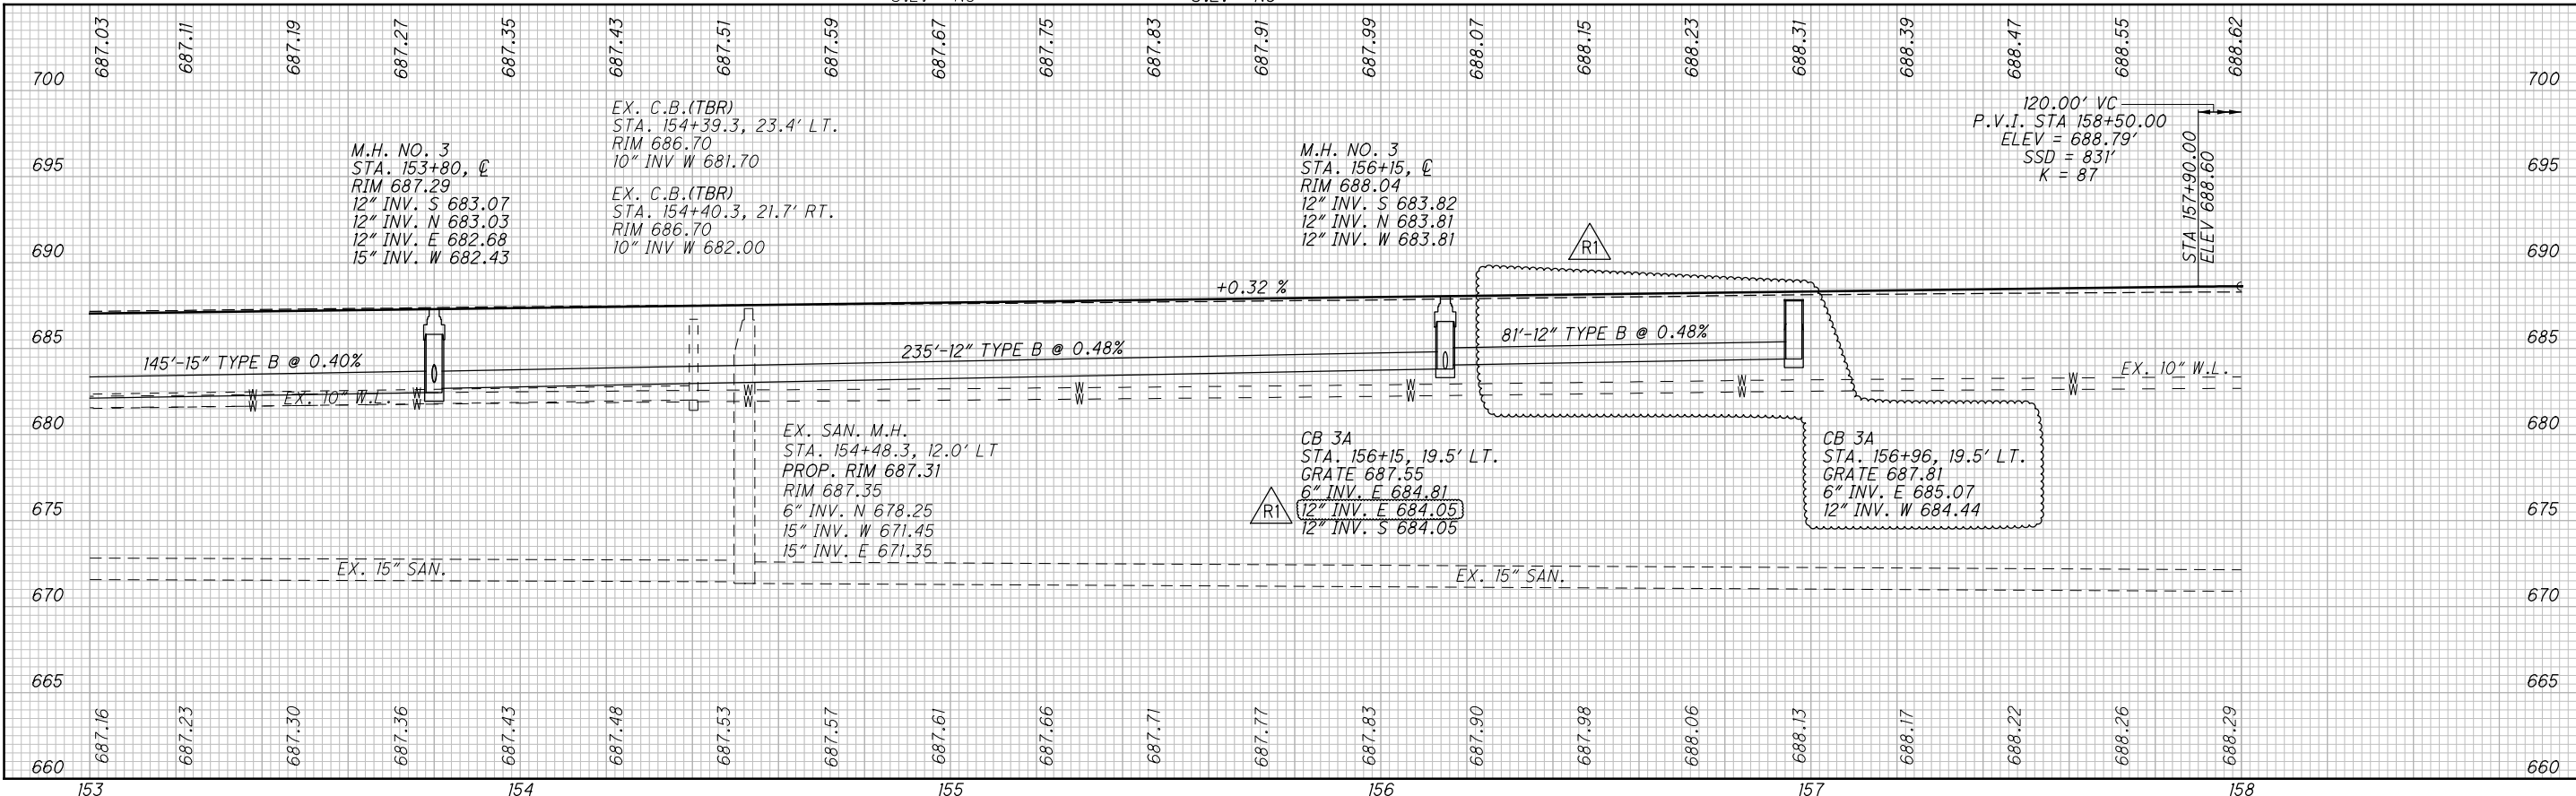 687.03 687.11 687.19 687.27 687.35 687.43 687.51 687.59 687.67 687.75 687.83 687.91 687.99 688.07 688.15 688.23 688.31 688.39 688.47 688.55 688.62
700 700
695 695
690 690
685 685
680 680
675 675
670 670
665 665
660 660
EX. C.B.(TBR)
STA. 154+39.3, 23.4' LT.
RIM 686.70
10" INV W 681.70
EX. C.B.(TBR)
STA. 154+40.3, 21.7' RT.
RIM 686.70
10" INV W 682.00
M.H. NO. 3
STA. 153+80, ℄
RIM 687.29
12" INV. S 683.07
12" INV. N 683.03
12" INV. E 682.68
15" INV. W 682.43
M.H. NO. 3
STA. 156+15, ℄
RIM 688.04
12" INV. S 683.82
12" INV. N 683.81
12" INV. W 683.81
R1
120.00' VC
P.V.I. STA 158+50.00
ELEV = 688.79'
SSD = 831'
K = 87
STA 157+90.00
ELEV 688.60
+0.32 %
145'-15" TYPE B @ 0.40%
235'-12" TYPE B @ 0.48%
81'-12" TYPE B @ 0.48%
EX. 10" W.L.
EX. 10" W.L.
W W W W W W W
W W W W W W W
EX. SAN. M.H.
STA. 154+48.3, 12.0' LT
PROP. RIM 687.31
RIM 687.35
6" INV. N 678.25
15" INV. W 671.45
15" INV. E 671.35
CB 3A
STA. 156+15, 19.5' LT.
GRATE 687.55
6" INV. E 684.81
12" INV. E 684.05
12" INV. S 684.05
R1
CB 3A
STA. 156+96, 19.5' LT.
GRATE 687.81
6" INV. E 685.07
12" INV. W 684.44
EX. 15" SAN.
EX. 15" SAN.
687.16 687.23 687.30 687.36 687.43 687.48 687.53 687.57 687.61 687.66 687.71 687.77 687.83 687.90 687.98 688.06 688.13 688.17 688.22 688.26 688.29
153 154 155 156 157 158